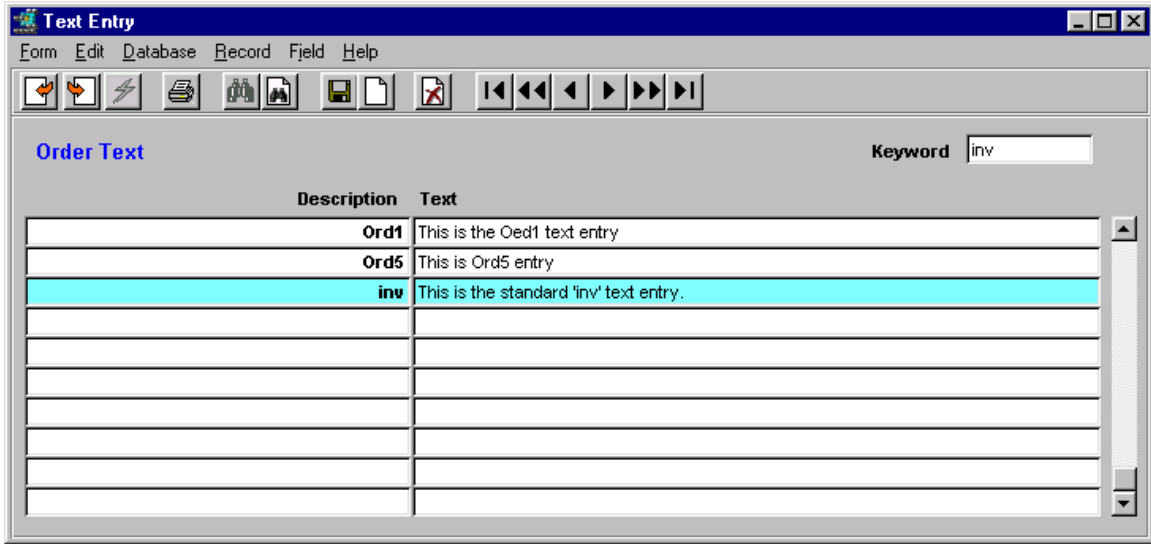 Text Entry
Form Edit Database Record Field Help
Order Text Keyword inv
Description Text
Ord1 This is the Oed1 text entry
Ord5 This is Ord5 entry
inv This is the standard 'inv' text entry.